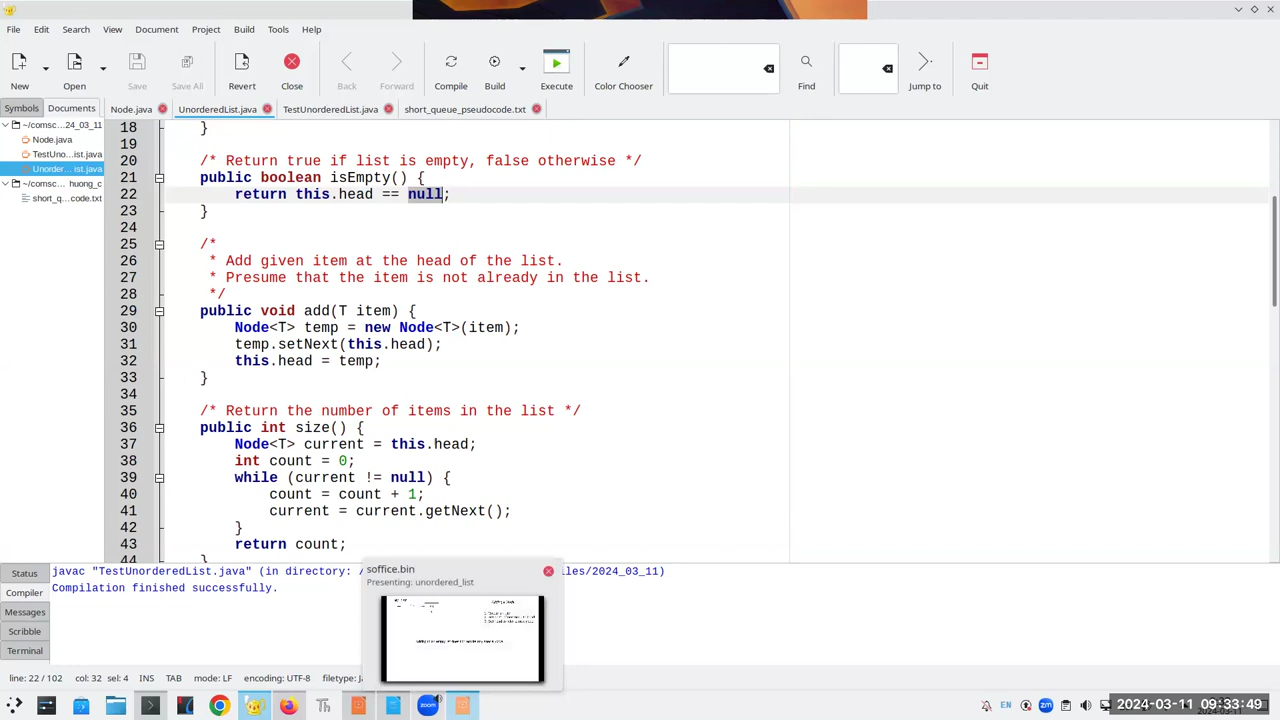 File Edit Search View Document Project Build Tools Help
New Open Save Save All Revert Close Back Forward Compile Build Execute Color Chooser Find Jump to Quit
Symbols Documents Node.java UnorderedList.java TestUnorderedList.java short_queue_pseudocode.txt
~/comsc...24_03_11
Node.java
TestUno...ist.java
Unorder...ist.java
~/comsc... huong_c
short_q...code.txt
18 }
19
20 /* Return true if list is empty, false otherwise */
21 public boolean isEmpty() {
22 return this.head == null;
23 }
24
25 /*
26 * Add given item at the head of the list.
27 * Presume that the item is not already in the list.
28 */
29 public void add(T item) {
30 Node<T> temp = new Node<T>(item);
31 temp.setNext(this.head);
32 this.head = temp;
33 }
34
35 /* Return the number of items in the list */
36 public int size() {
37 Node<T> current = this.head;
38 int count = 0;
39 while (current != null) {
40 count = count + 1;
41 current = current.getNext();
42 }
43 return count;
44 }
Status
Compiler
Messages
Scribble
Terminal
javac "TestUnorderedList.java" (in directory: / les/2024_03_11)
Compilation finished successfully.
soffice.bin
Presenting: unordered_list
line: 22 / 102 col: 32 sel: 4 INS TAB mode: LF encoding: UTF-8 filetype: J
Th zoom EN zm 2024-03-11 09:33:49